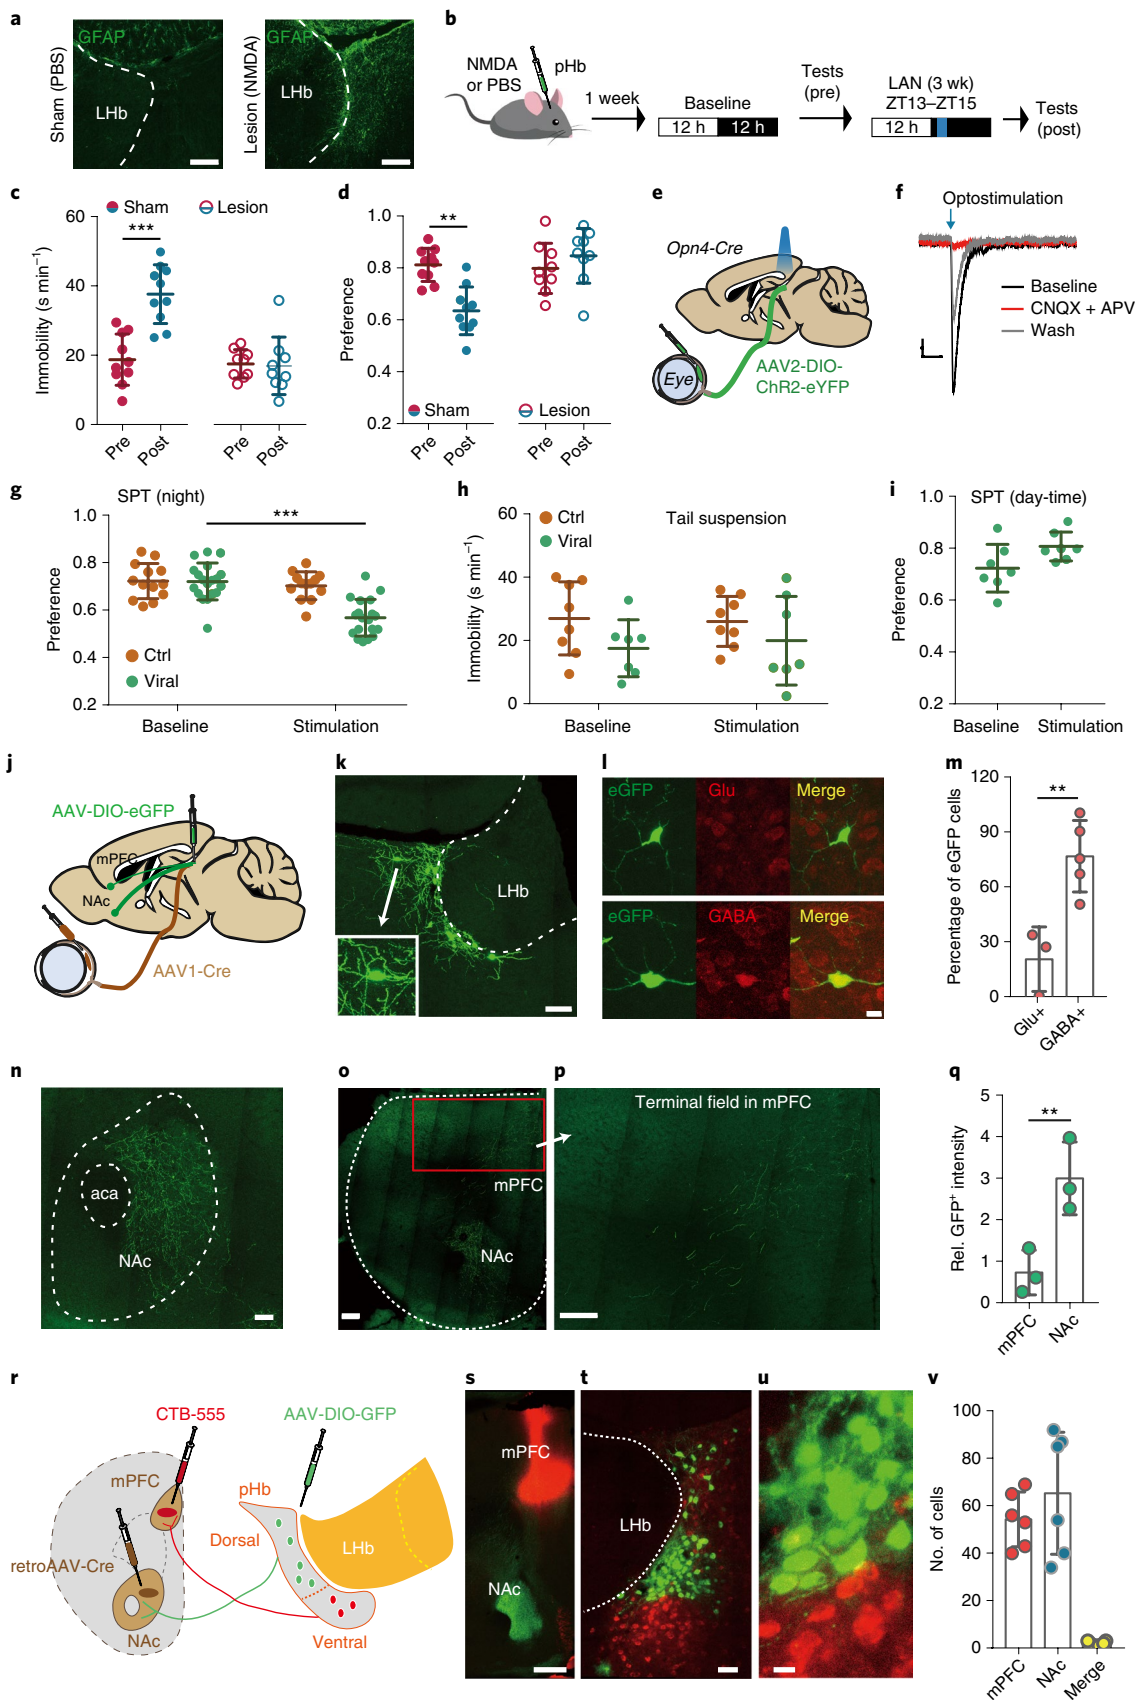 a
Sham (PBS)
GFAP
LHb
Lesion (NMDA)
GFAP
LHb
b
NMDA
or PBS
pHb
1 week
Baseline
12 h
12 h
Tests
(pre)
LAN (3 wk)
ZT13–ZT15
12 h
Tests
(post)
c
Sham
Lesion
Immobility (s min⁻¹)
60
40
20
0
***
Pre
Post
Pre
Post
d
Preference
1.0
0.8
0.6
0.4
0.2
**
Sham
Lesion
Pre
Post
Pre
Post
e
Opn4-Cre
Eye
AAV2-DIO-
ChR2-eYFP
f
Optostimulation
Baseline
CNQX + APV
Wash
g
SPT (night)
Preference
1.0
0.8
0.6
0.4
0.2
***
Ctrl
Viral
Baseline
Stimulation
h
Tail suspension
Immobility (s min⁻¹)
60
40
20
0
Ctrl
Viral
Baseline
Stimulation
i
SPT (day-time)
Preference
1.0
0.8
0.6
0.4
0.2
Baseline
Stimulation
j
AAV-DIO-eGFP
mPFC
NAc
AAV1-Cre
k
LHb
l
eGFP
Glu
Merge
eGFP
GABA
Merge
m
Percentage of eGFP cells
120
90
60
30
0
**
Glu+
GABA+
n
aca
NAc
o
mPFC
NAc
p
Terminal field in mPFC
q
Rel. GFP⁺ intensity
5
4
3
2
1
0
**
mPFC
NAc
r
CTB-555
AAV-DIO-GFP
mPFC
pHb
Dorsal
LHb
retroAAV-Cre
NAc
Ventral
s
mPFC
NAc
t
LHb
u
v
No. of cells
100
80
60
40
20
0
mPFC
NAc
Merge